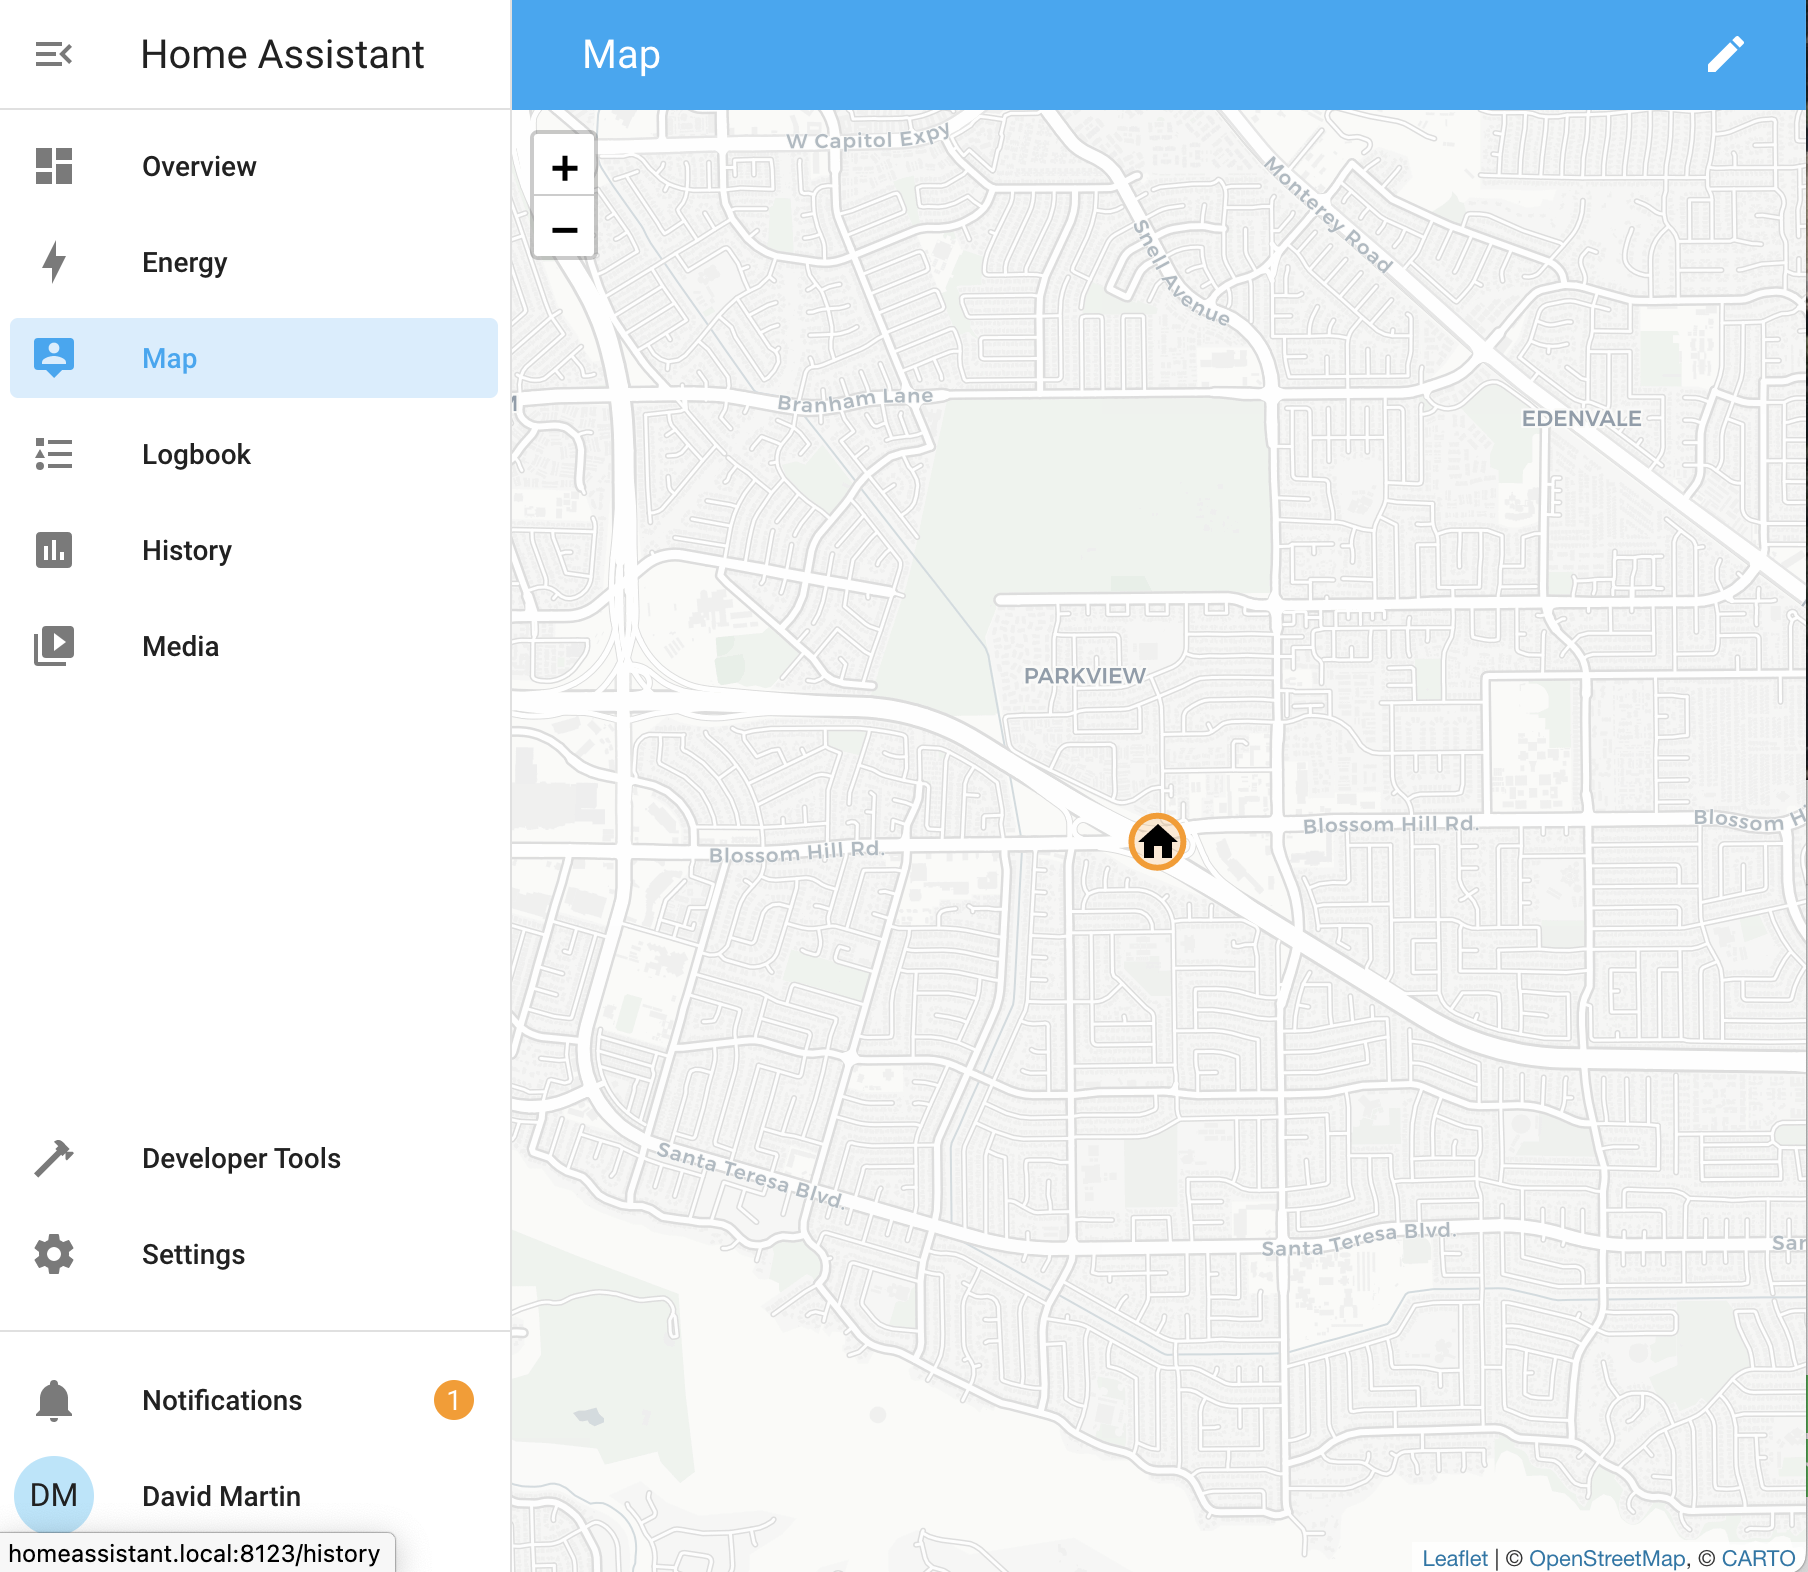 Home Assistant
Map
Overview
Energy
Map
Logbook
History
Media
Developer Tools
Settings
Notifications
1
DM
David Martin
homeassistant.local:8123/history
+
−
W Capitol Expy
Monterey Road
Snell Avenue
Branham Lane
EDENVALE
PARKVIEW
Blossom Hill Rd.
Blossom H
Blossom Hill Rd.
Santa Teresa Blvd.
Santa Teresa Blvd.
Sar
Leaflet | © OpenStreetMap, © CARTO